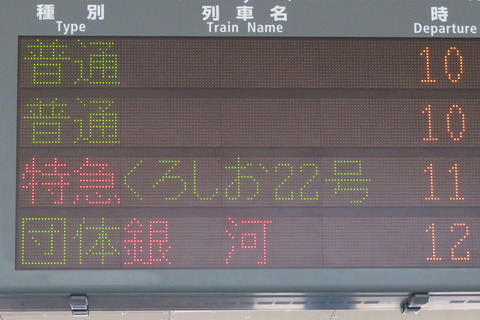 種別 列車名 時
Type Train Name Departure
普通 10
普通 10
特急 くろしお22号 11
団体 銀河 12